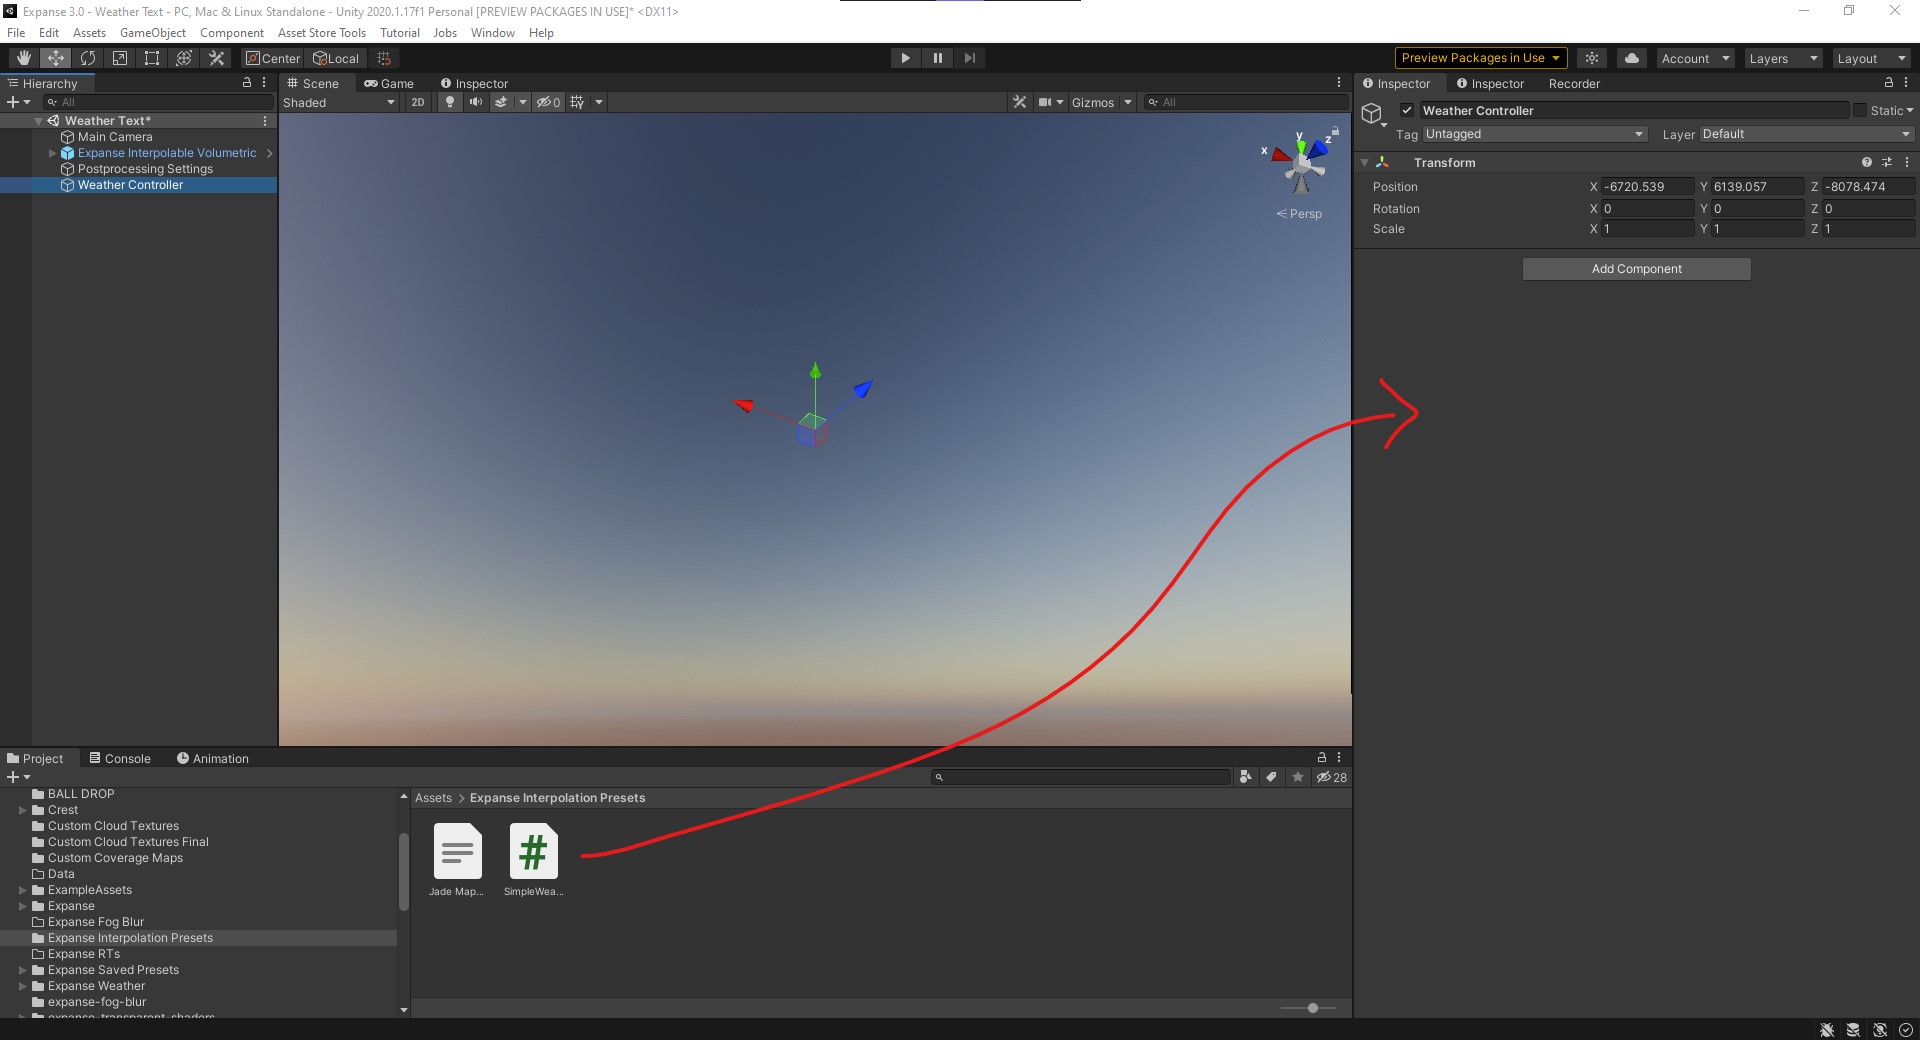 Expanse 3.0 - Weather Text - PC, Mac & Linux Standalone - Unity 2020.1.17f1 Personal [PREVIEW PACKAGES IN USE]* <DX11>
File Edit Assets GameObject Component Asset Store Tools Tutorial Jobs Window Help
Center Local Preview Packages in Use Account Layers Layout
Hierarchy
All
Weather Text*
Main Camera
Expanse Interpolable Volumetric
Postprocessing Settings
Weather Controller
Scene Game Inspector
Shaded 2D 0 Gizmos All
y
x z
Persp
Inspector Inspector Recorder
Weather Controller Static
Tag Untagged Layer Default
Transform
Position X -6720.539 Y 6139.057 Z -8078.474
Rotation X 0 Y 0 Z 0
Scale X 1 Y 1 Z 1
Add Component
Project Console Animation
28
BALL DROP
Crest
Custom Cloud Textures
Custom Cloud Textures Final
Custom Coverage Maps
Data
ExampleAssets
Expanse
Expanse Fog Blur
Expanse Interpolation Presets
Expanse RTs
Expanse Saved Presets
Expanse Weather
expanse-fog-blur
expanse-transparent-shaders
Assets > Expanse Interpolation Presets
#
Jade Map... SimpleWea...